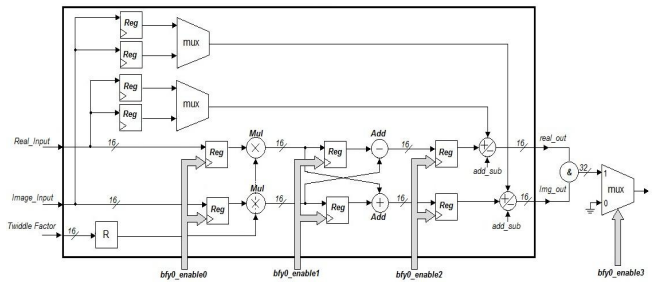 Reg
Reg
mux
Reg
Reg
mux
Real_Input
16
Reg
Mul
16
Reg
Add
−
16
Reg
+
−
add_sub
16
real_out
Image_Input
16
Reg
Mul
16
Reg
Add
+
16
Reg
+
−
add_sub
16
Img_out
&
32
1
0
mux
Twiddle Factor
16
R
bfy0_enable0
bfy0_enable1
bfy0_enable2
bfy0_enable3